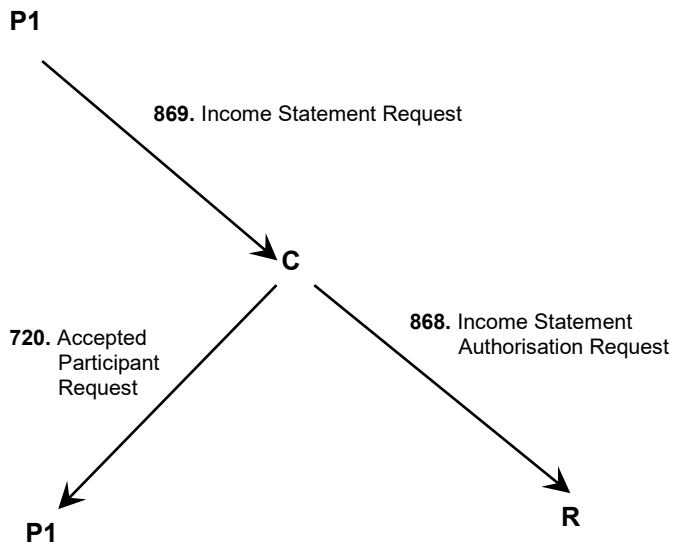 P1
869. Income Statement Request
C
720. Accepted
Participant
Request
868. Income Statement
Authorisation Request
P1
R